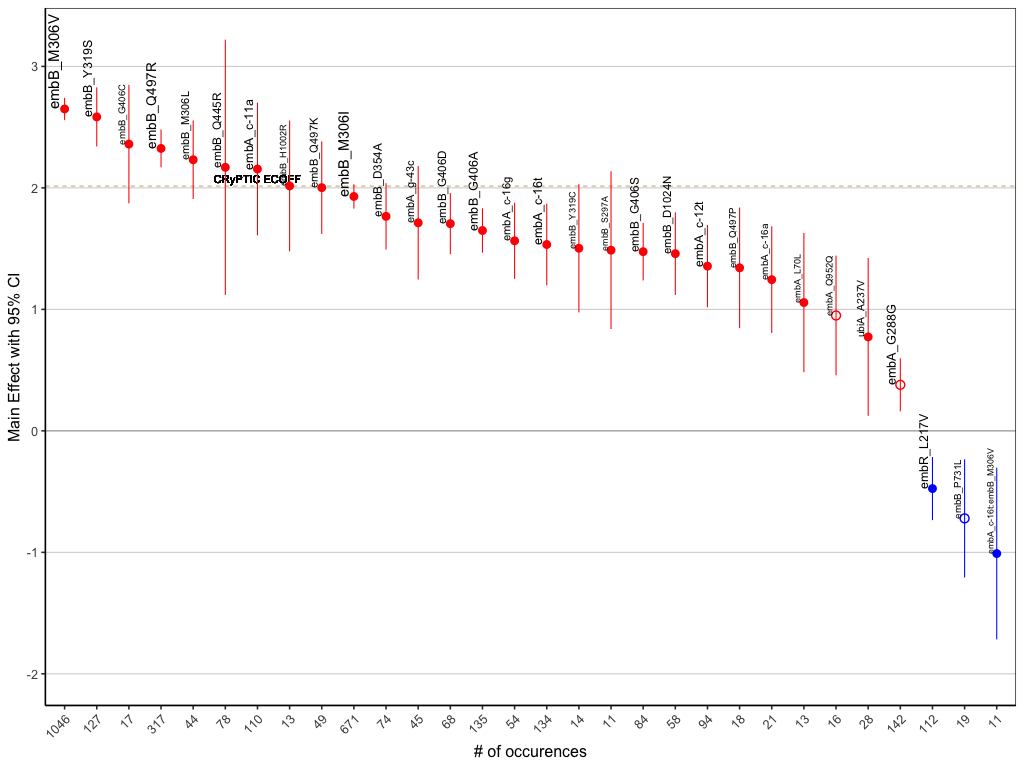 Main Effect with 95% CI
3
2
1
0
-1
-2
embB_M306V
embB_Y319S
embB_G406C
embB_Q497R
embB_M306L
embB_Q445R
embA_c-11a
embB_H1002R
embB_Q497K
embB_M306I
embB_D354A
embA_g-43c
embB_G406D
embB_G406A
embA_c-16g
embA_c-16t
embB_Y319C
embB_S297A
embB_G406S
embB_D1024N
embA_c-12t
embB_Q497P
embA_c-16a
embA_L70L
embA_Q952Q
ubiA_A237V
embA_G288G
embR_L217V
embB_P731L
embA_c-16t:embB_M306V
CRyPTIC ECOFF
1046 127 17 317 44 78 110 13 49 671 74 45 68 135 54 134 14 11 84 58 94 18 21 13 16 28 142 112 19 11
# of occurences